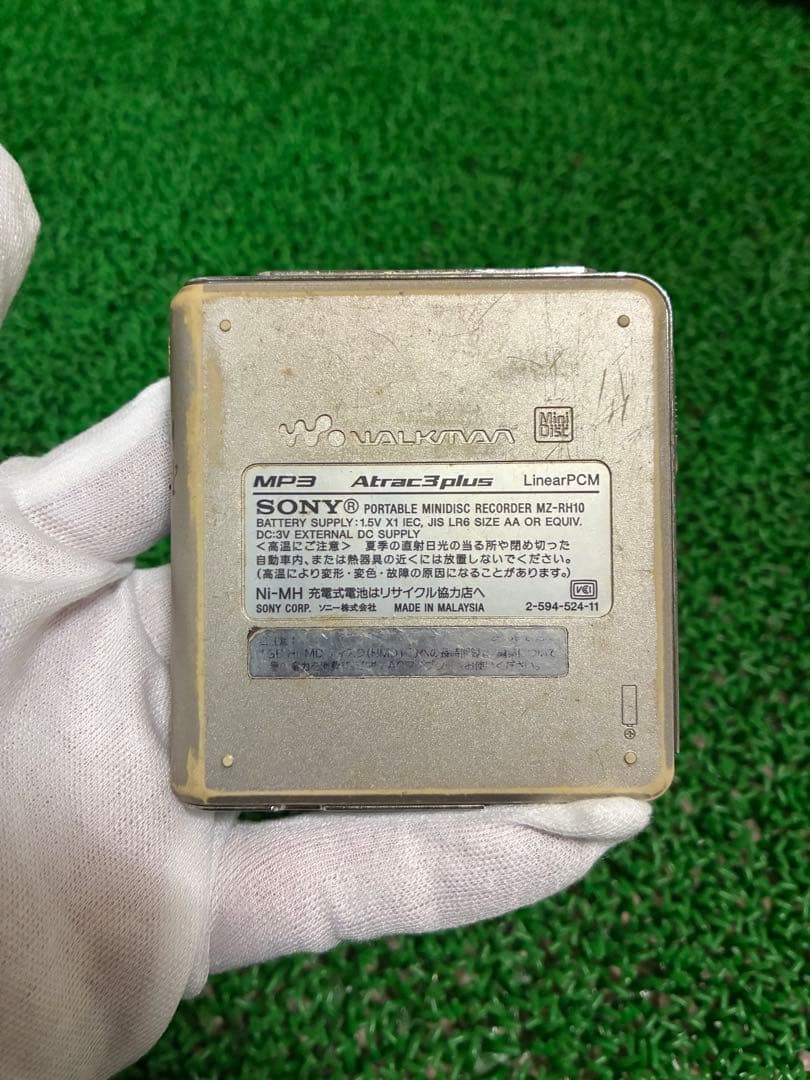 WALKMAN
Mini Disc
MP3 Atrac3plus LinearPCM
SONY® PORTABLE MINIDISC RECORDER MZ-RH10
BATTERY SUPPLY:1.5V X1 IEC, JIS LR6 SIZE AA OR EQUIV.
DC:3V EXTERNAL DC SUPPLY
<高温にご注意> 夏季の直射日光の当る所や閉め切った
自動車内、または熱器具の近くには放置しないでください。
(高温により変形・変色・故障の原因になることがあります。)
Ni-MH 充電式電池はリサイクル協力店へ
VCI
SONY CORP. ソニー株式会社 MADE IN MALAYSIA 2-594-524-11